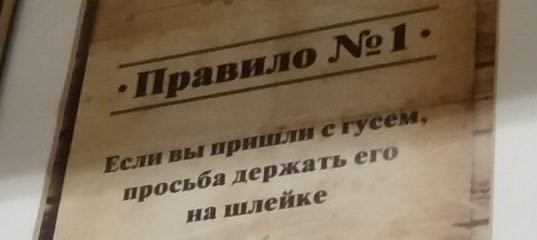 · Правило №1 ·
Если вы пришли с гусем,
просьба держать его
на шлейке